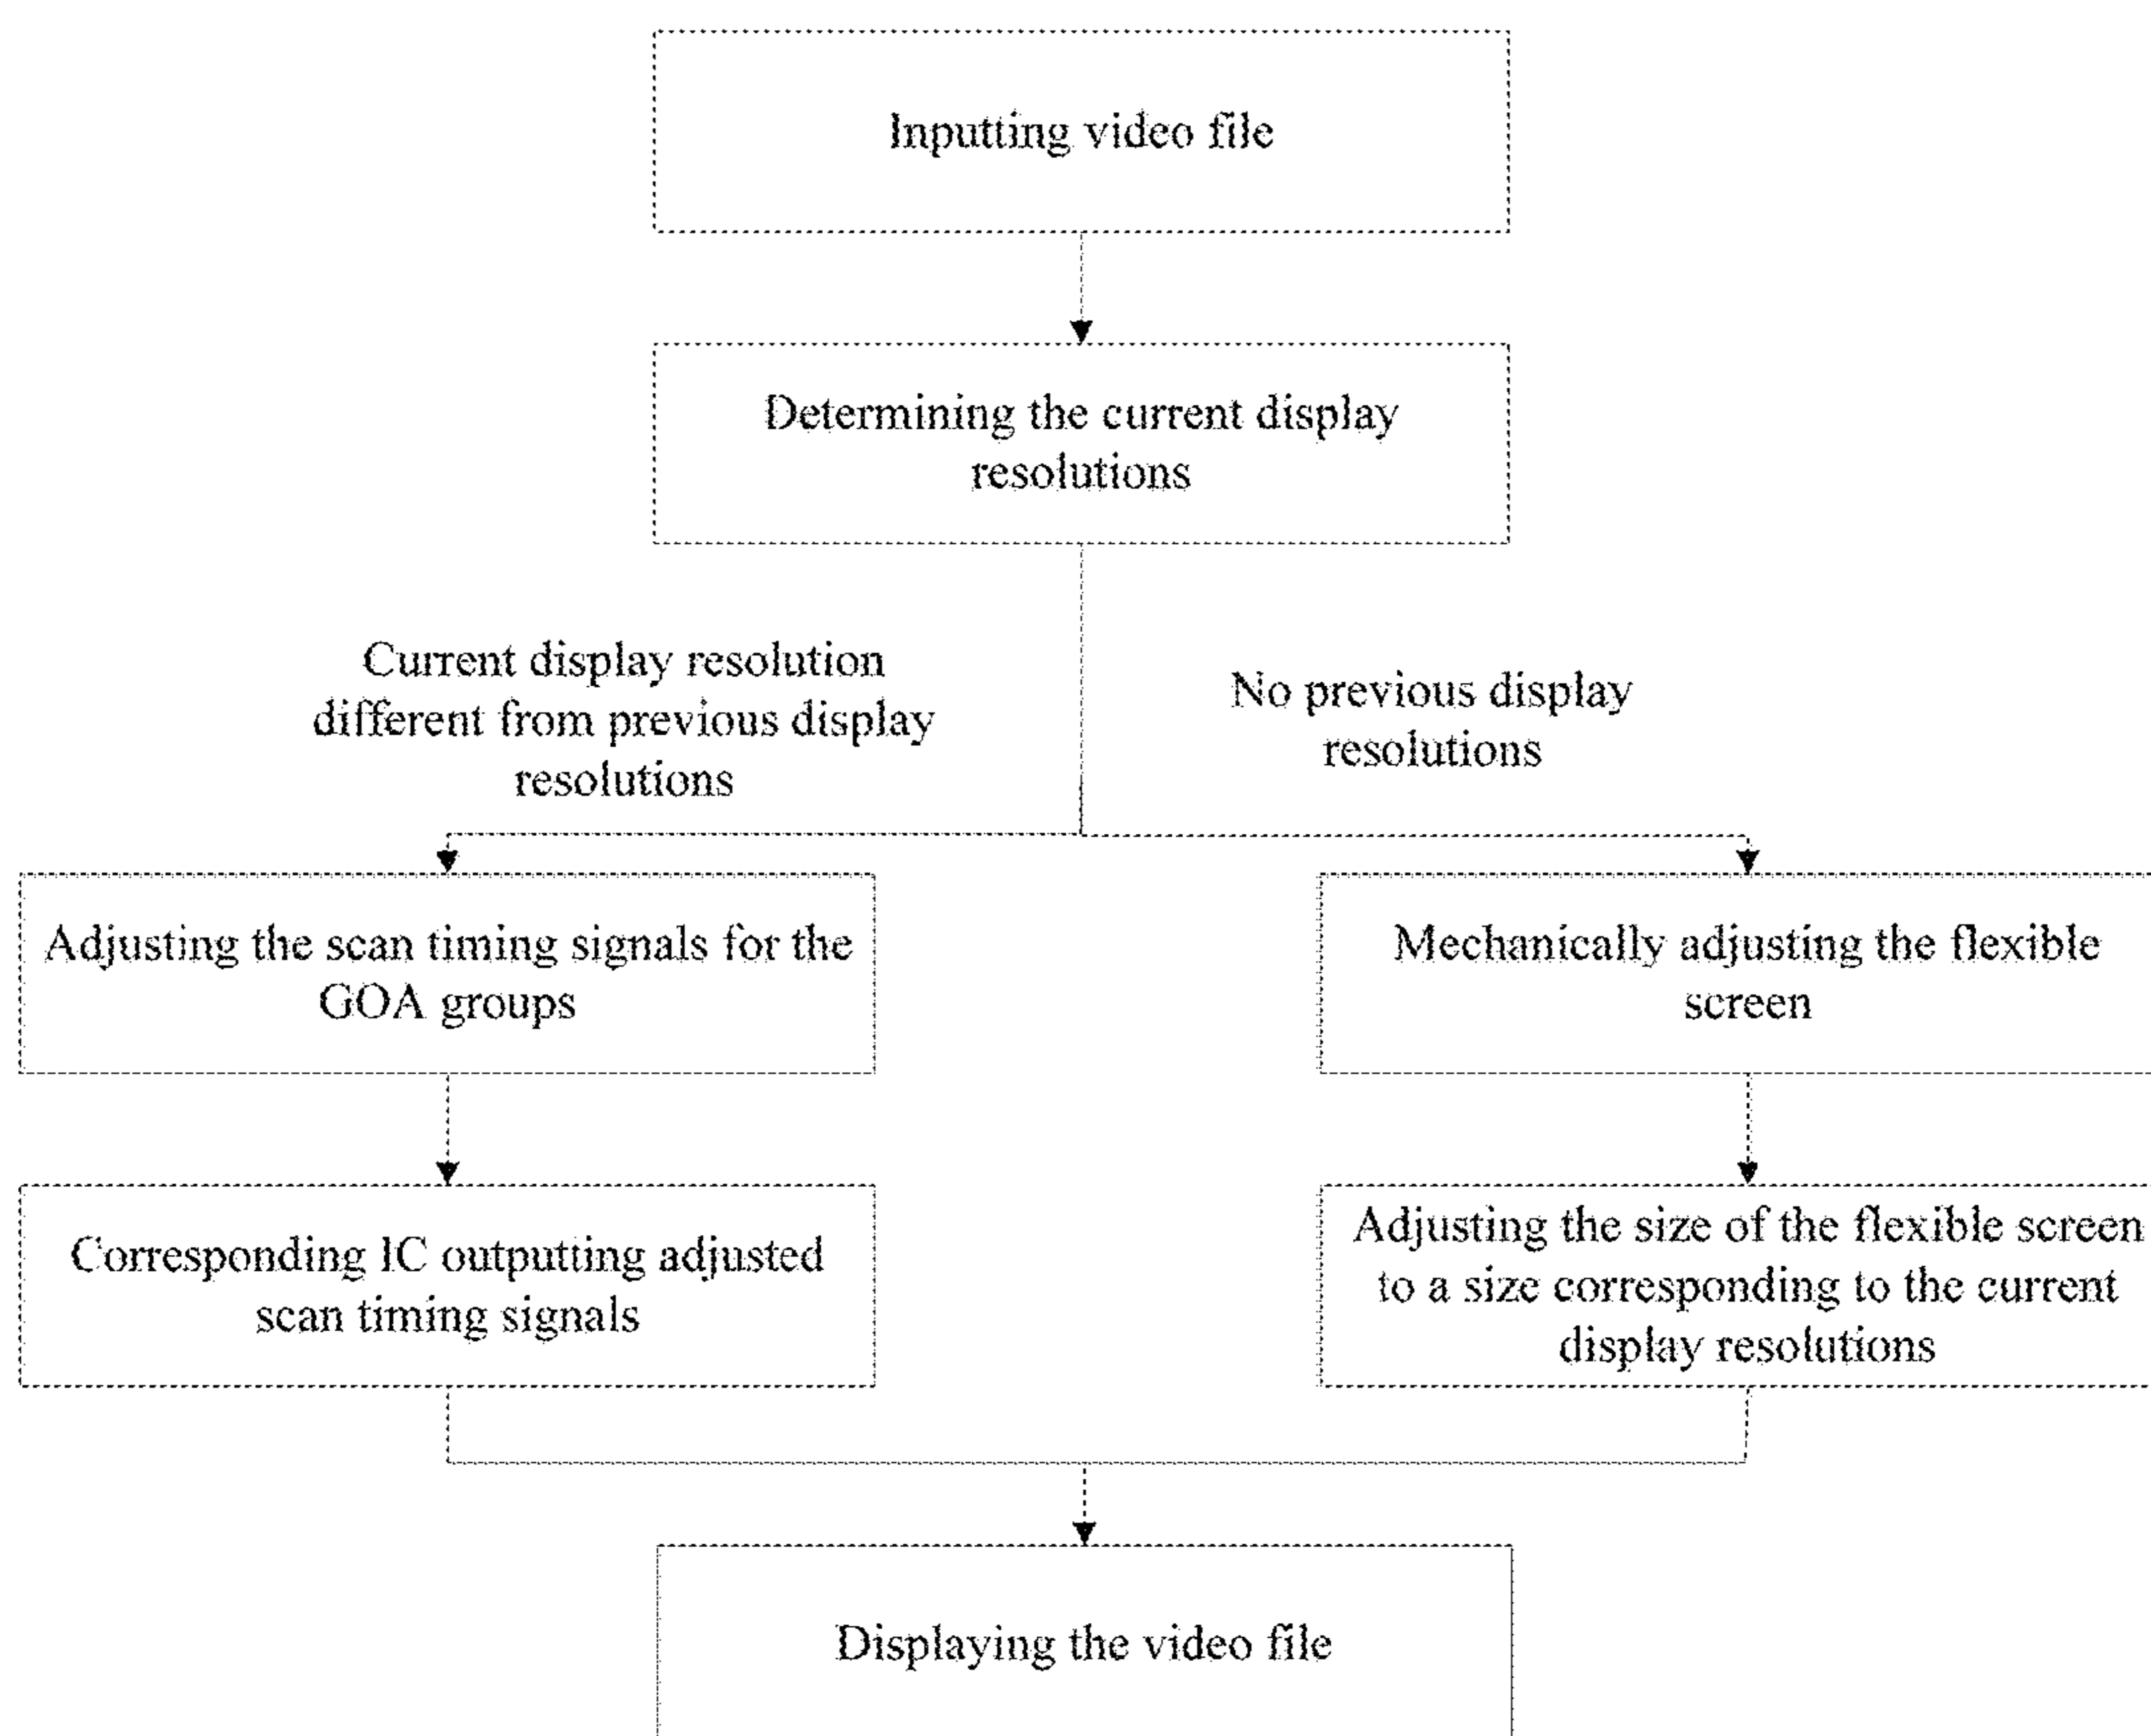 Inputting video file
Determining the current display
resolutions
Current display resolution
different from previous display
resolutions
No previous display
resolutions
Adjusting the scan timing signals for the
GOA groups
Mechanically adjusting the flexible
screen
Corresponding IC outputting adjusted
scan timing signals
Adjusting the size of the flexible screen
to a size corresponding to the current
display resolutions
Displaying the video file